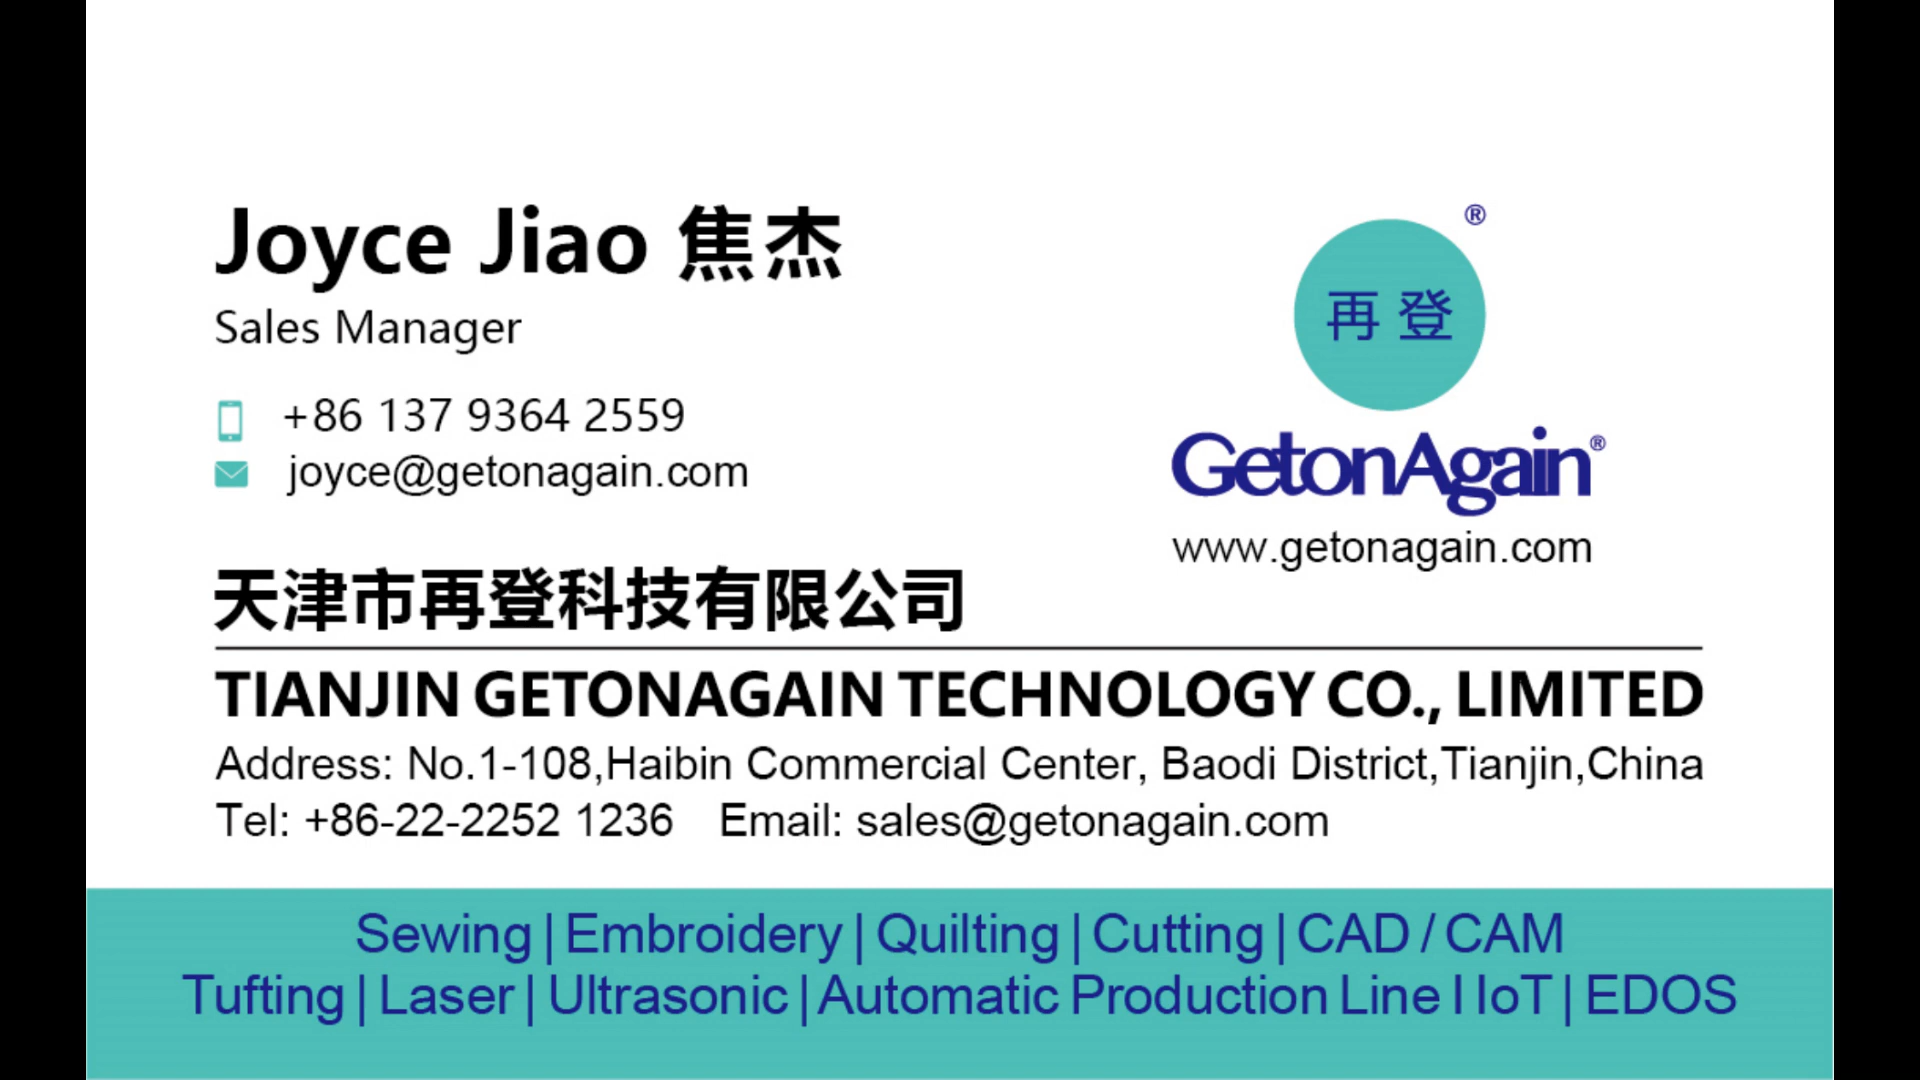 Joyce Jiao 焦杰
Sales Manager
+86 137 9364 2559
joyce@getonagain.com
®
再登
GetonAgain®
www.getonagain.com
天津市再登科技有限公司
TIANJIN GETONAGAIN TECHNOLOGY CO., LIMITED
Address: No.1-108,Haibin Commercial Center, Baodi District,Tianjin,China
Tel: +86-22-2252 1236 Email: sales@getonagain.com
Sewing | Embroidery | Quilting | Cutting | CAD / CAM
Tufting | Laser | Ultrasonic | Automatic Production Line I IoT | EDOS